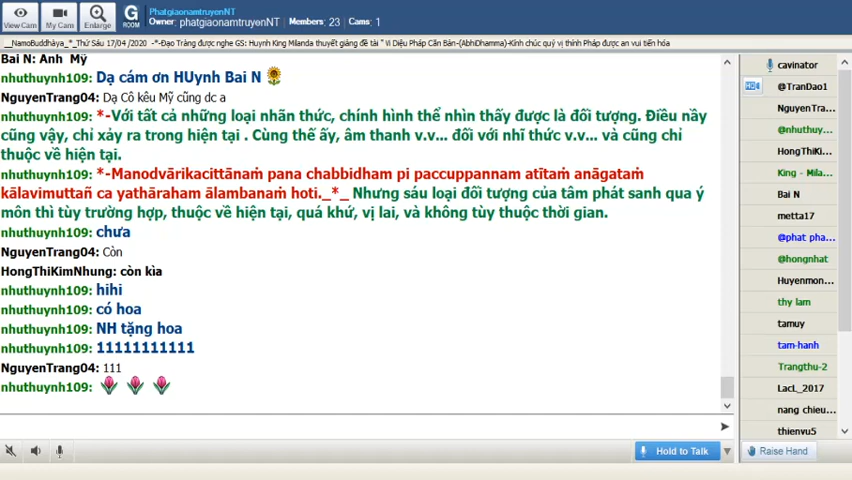 View Cam
My Cam
Enlarge
G
ROOM
PhatgiaonamtruyenNT
Owner: phatgiaonamtruyenNT Members: 23 Cams: 1
__NamoBuddhàya_*_Thứ Sáu 17/04 /2020 -*-Đạo Tràng được nghe GS: Huynh King Milanda thuyết giảng đề tài " Vi Diệu Pháp Căn Bản-(AbhiDhamma)-Kính chúc quý vị thính Pháp được an vui tiến hóa
Bai N: Anh Mỹ
nhuthuynh109: Dạ cám ơn HUynh Bai N
NguyenTrang04: Dạ Cô kêu Mỹ cũng dc a
nhuthuynh109: *-Với tất cả những loại nhãn thức, chính hình thể nhìn thấy được là đối tượng. Điều nầy
cũng vậy, chỉ xảy ra trong hiện tại . Cùng thế ấy, âm thanh v.v... đối với nhĩ thức v.v... và cũng chỉ
thuộc về hiện tại.
nhuthuynh109: *-Manodvārikacittānaṁ pana chabbidham pi paccuppannam atītaṁ anāgataṁ
kālavimuttañ ca yathāraham ālambanaṁ hoti._*_ Nhưng sáu loại đối tượng của tâm phát sanh qua ý
môn thì tùy trường hợp, thuộc về hiện tại, quá khứ, vị lai, và không tùy thuộc thời gian.
nhuthuynh109: chưa
NguyenTrang04: Còn
HongThiKimNhung: còn kìa
nhuthuynh109: hihi
nhuthuynh109: có hoa
nhuthuynh109: NH tặng hoa
nhuthuynh109: 11111111111
NguyenTrang04: 111
nhuthuynh109:
cavinator
@TranDao1
NguyenTra...
@nhuthuy...
HongThiKi...
King - Mila...
Bai N
metta17
@phat pha...
@hongnhat
Huyenmon...
thy lam
tamuy
tam-hanh
Trangthu-2
LacL_2017
nang chieu...
thienvu5
Hold to Talk
Raise Hand